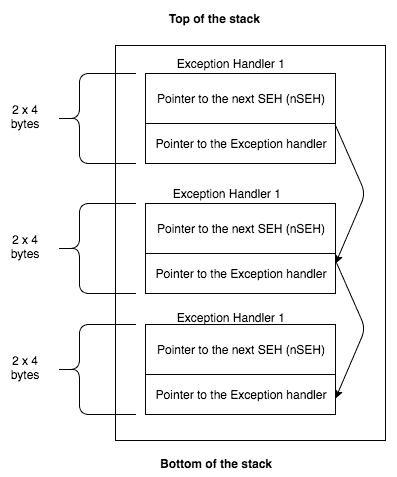 Top of the stack
Exception Handler 1
2 x 4
bytes
Pointer to the next SEH (nSEH)
Pointer to the Exception handler
Exception Handler 1
2 x 4
bytes
Pointer to the next SEH (nSEH)
Pointer to the Exception handler
Exception Handler 1
2 x 4
bytes
Pointer to the next SEH (nSEH)
Pointer to the Exception handler
Bottom of the stack